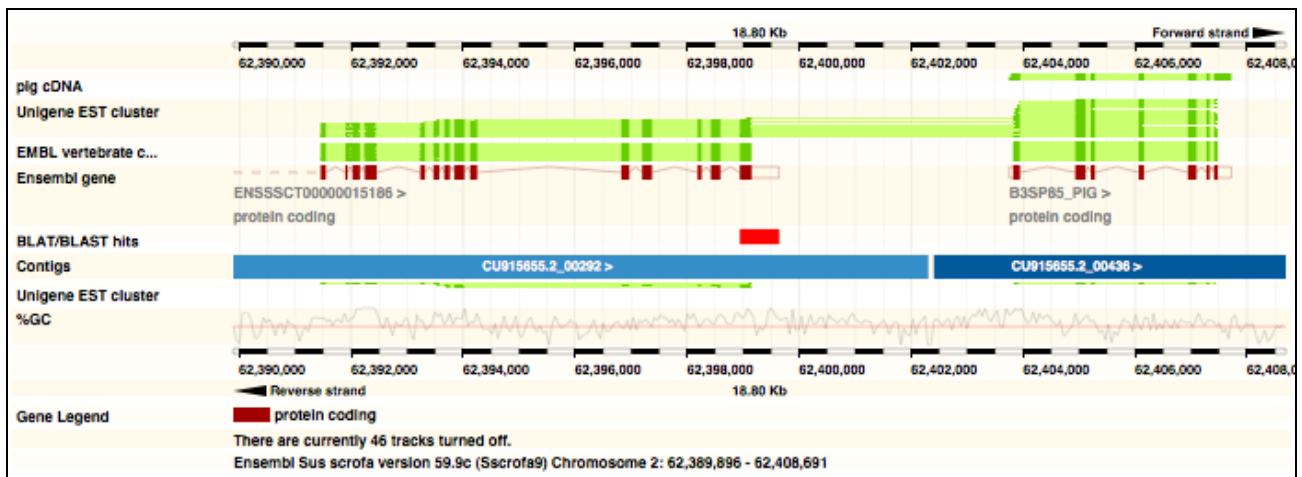 18.80 Kb Forward strand
62,390,000 62,392,000 62,394,000 62,396,000 62,398,000 62,400,000 62,402,000 62,404,000 62,406,000 62,408,0
pig cDNA
Unigene EST cluster
EMBL vertebrate c...
Ensembl gene
ENSSSCT00000015186 > B3SP85_PIG >
protein coding protein coding
BLAT/BLAST hits
Contigs CU915655.2_00292 > CU915655.2_00436 >
Unigene EST cluster
%GC
62,390,000 62,392,000 62,394,000 62,396,000 62,398,000 62,400,000 62,402,000 62,404,000 62,406,000 62,408,
Reverse strand 18.80 Kb
Gene Legend protein coding
There are currently 46 tracks turned off.
Ensembl Sus scrofa version 59.9c (Sscrofa9) Chromosome 2: 62,389,896 - 62,408,691